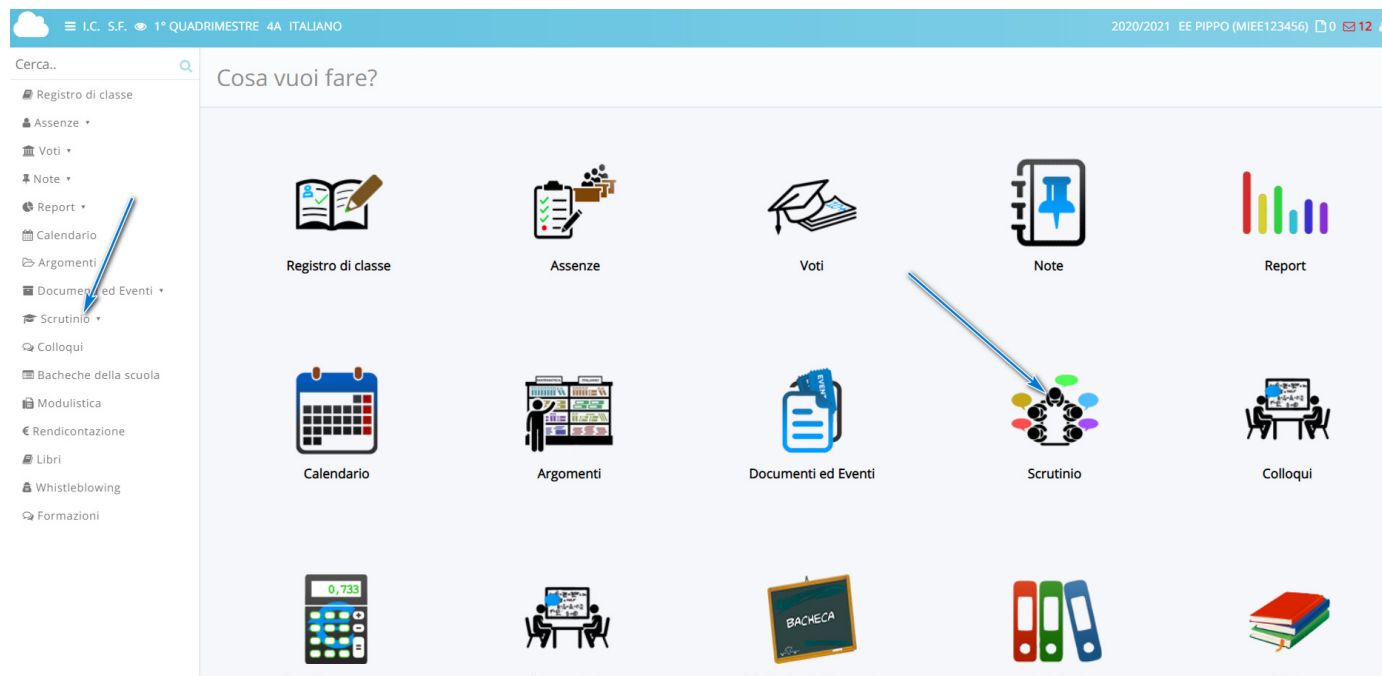 I.C. S.F. 1° QUADRIMESTRE 4A ITALIANO
2020/2021 EE PIPPO (MIEE123456) 0 12
Cerca..
Registro di classe
Assenze
Voti
Note
Report
Calendario
Argomenti
Documenti ed Eventi
Scrutinio
Colloqui
Bacheche della scuola
Modulistica
€ Rendicontazione
Libri
Whistleblowing
Formazioni
Cosa vuoi fare?
Registro di classe
Assenze
Voti
Note
Report
EVENT
Calendario
Argomenti
Documenti ed Eventi
Scrutinio
Colloqui
0,733
BACHECA